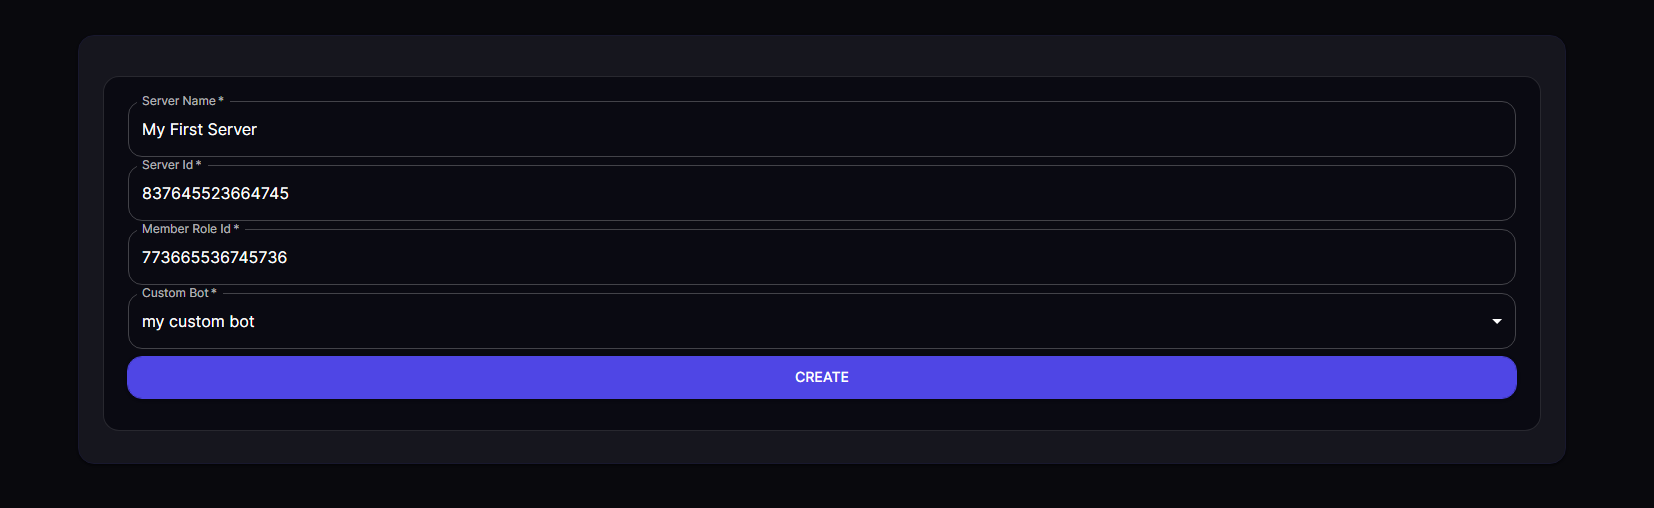 Server Name *
My First Server
Server Id *
837645523664745
Member Role Id *
773665536745736
Custom Bot *
my custom bot
CREATE